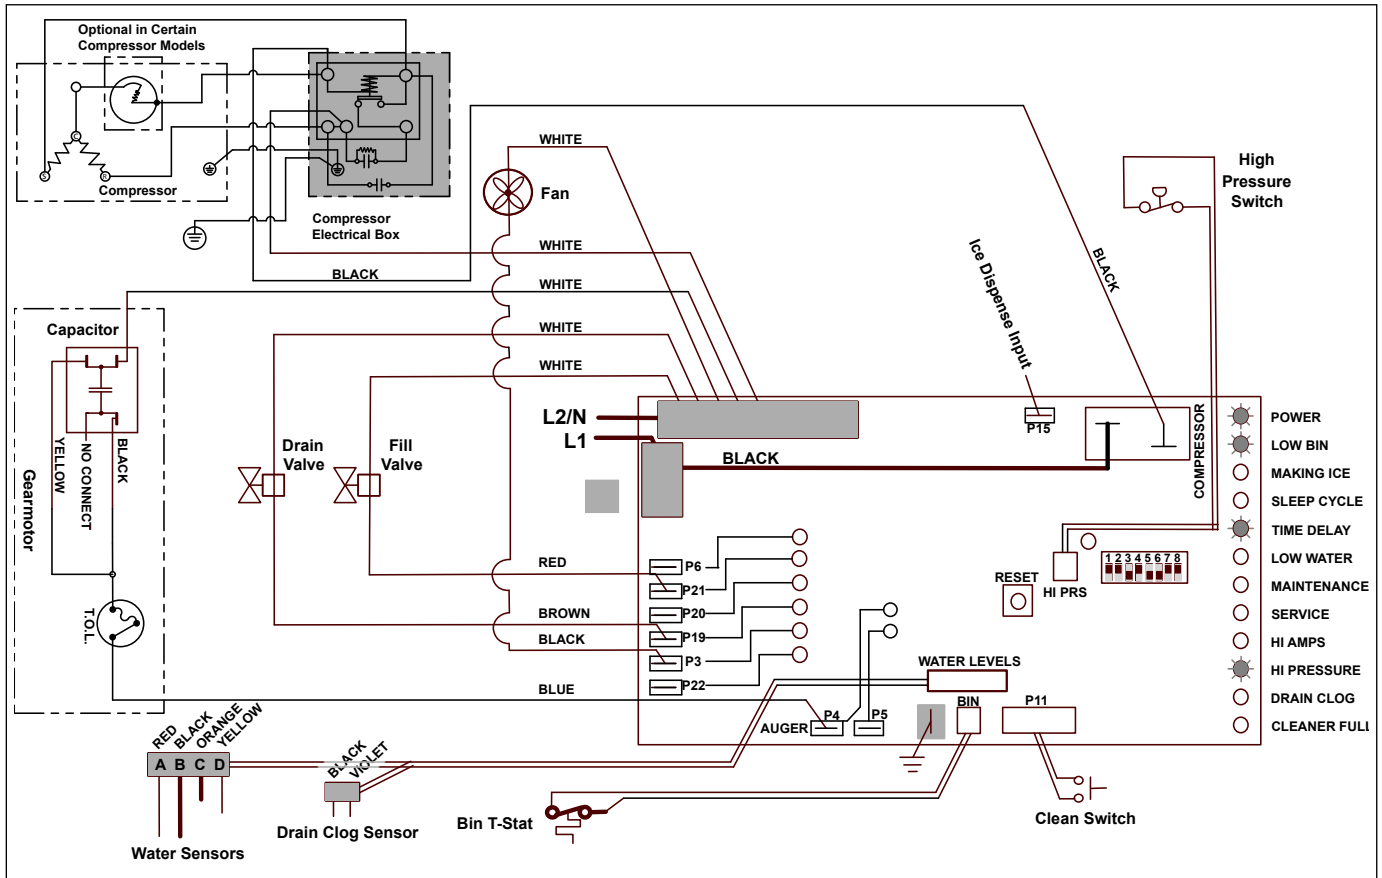 Optional in Certain
Compressor Models
C
S
R
Compressor
Compressor
Electrical Box
WHITE
Fan
WHITE
BLACK
WHITE
WHITE
WHITE
High
Pressure
Switch
BLACK
Ice Dispense Input
Capacitor
YELLOW
NO CONNECT
BLACK
Gearmotor
T.O.L.
Drain
Valve
Fill
Valve
L2/N
L1
BLACK
P15
COMPRESSOR
POWER
LOW BIN
MAKING ICE
SLEEP CYCLE
TIME DELAY
LOW WATER
MAINTENANCE
SERVICE
HI AMPS
HI PRESSURE
DRAIN CLOG
CLEANER FULL
1 2 3 4 5 6 7 8
HI PRS
RESET
RED
BROWN
BLACK
BLUE
P6
P21
P20
P19
P3
P22
WATER LEVELS
AUGER
P4
P5
BIN
P11
RED
BLACK
ORANGE
YELLOW
A B C D
Water Sensors
BLACK
VIOLET
Drain Clog Sensor
Bin T-Stat
Clean Switch